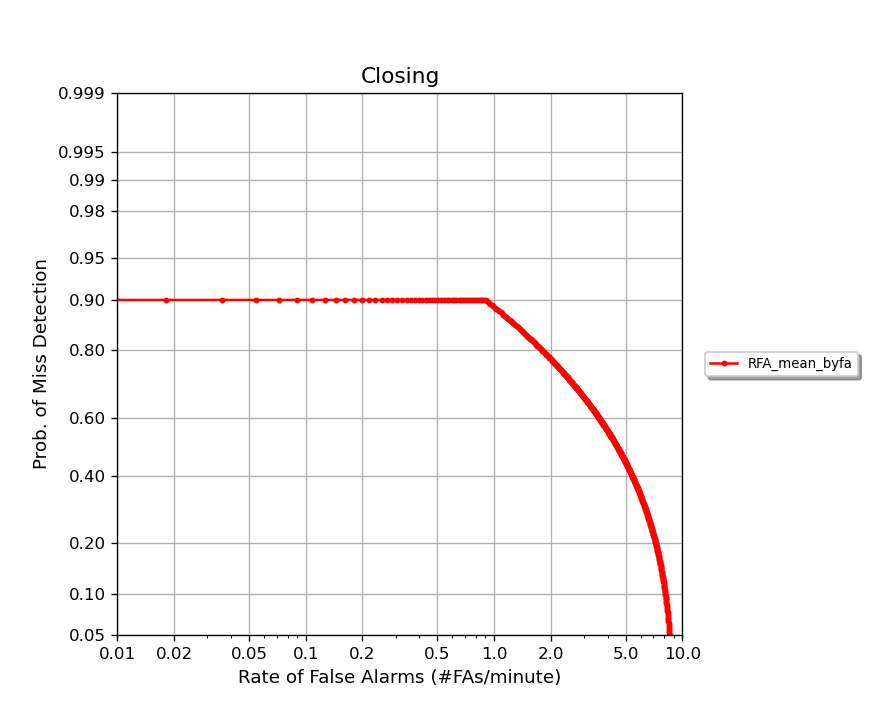 Closing
0.999
0.995
0.99
0.98
0.95
0.90
0.80
0.60
0.40
0.20
0.10
0.05
Prob. of Miss Detection
0.01 0.02 0.05 0.1 0.2 0.5 1.0 2.0 5.0 10.0
Rate of False Alarms (#FAs/minute)
RFA_mean_byfa